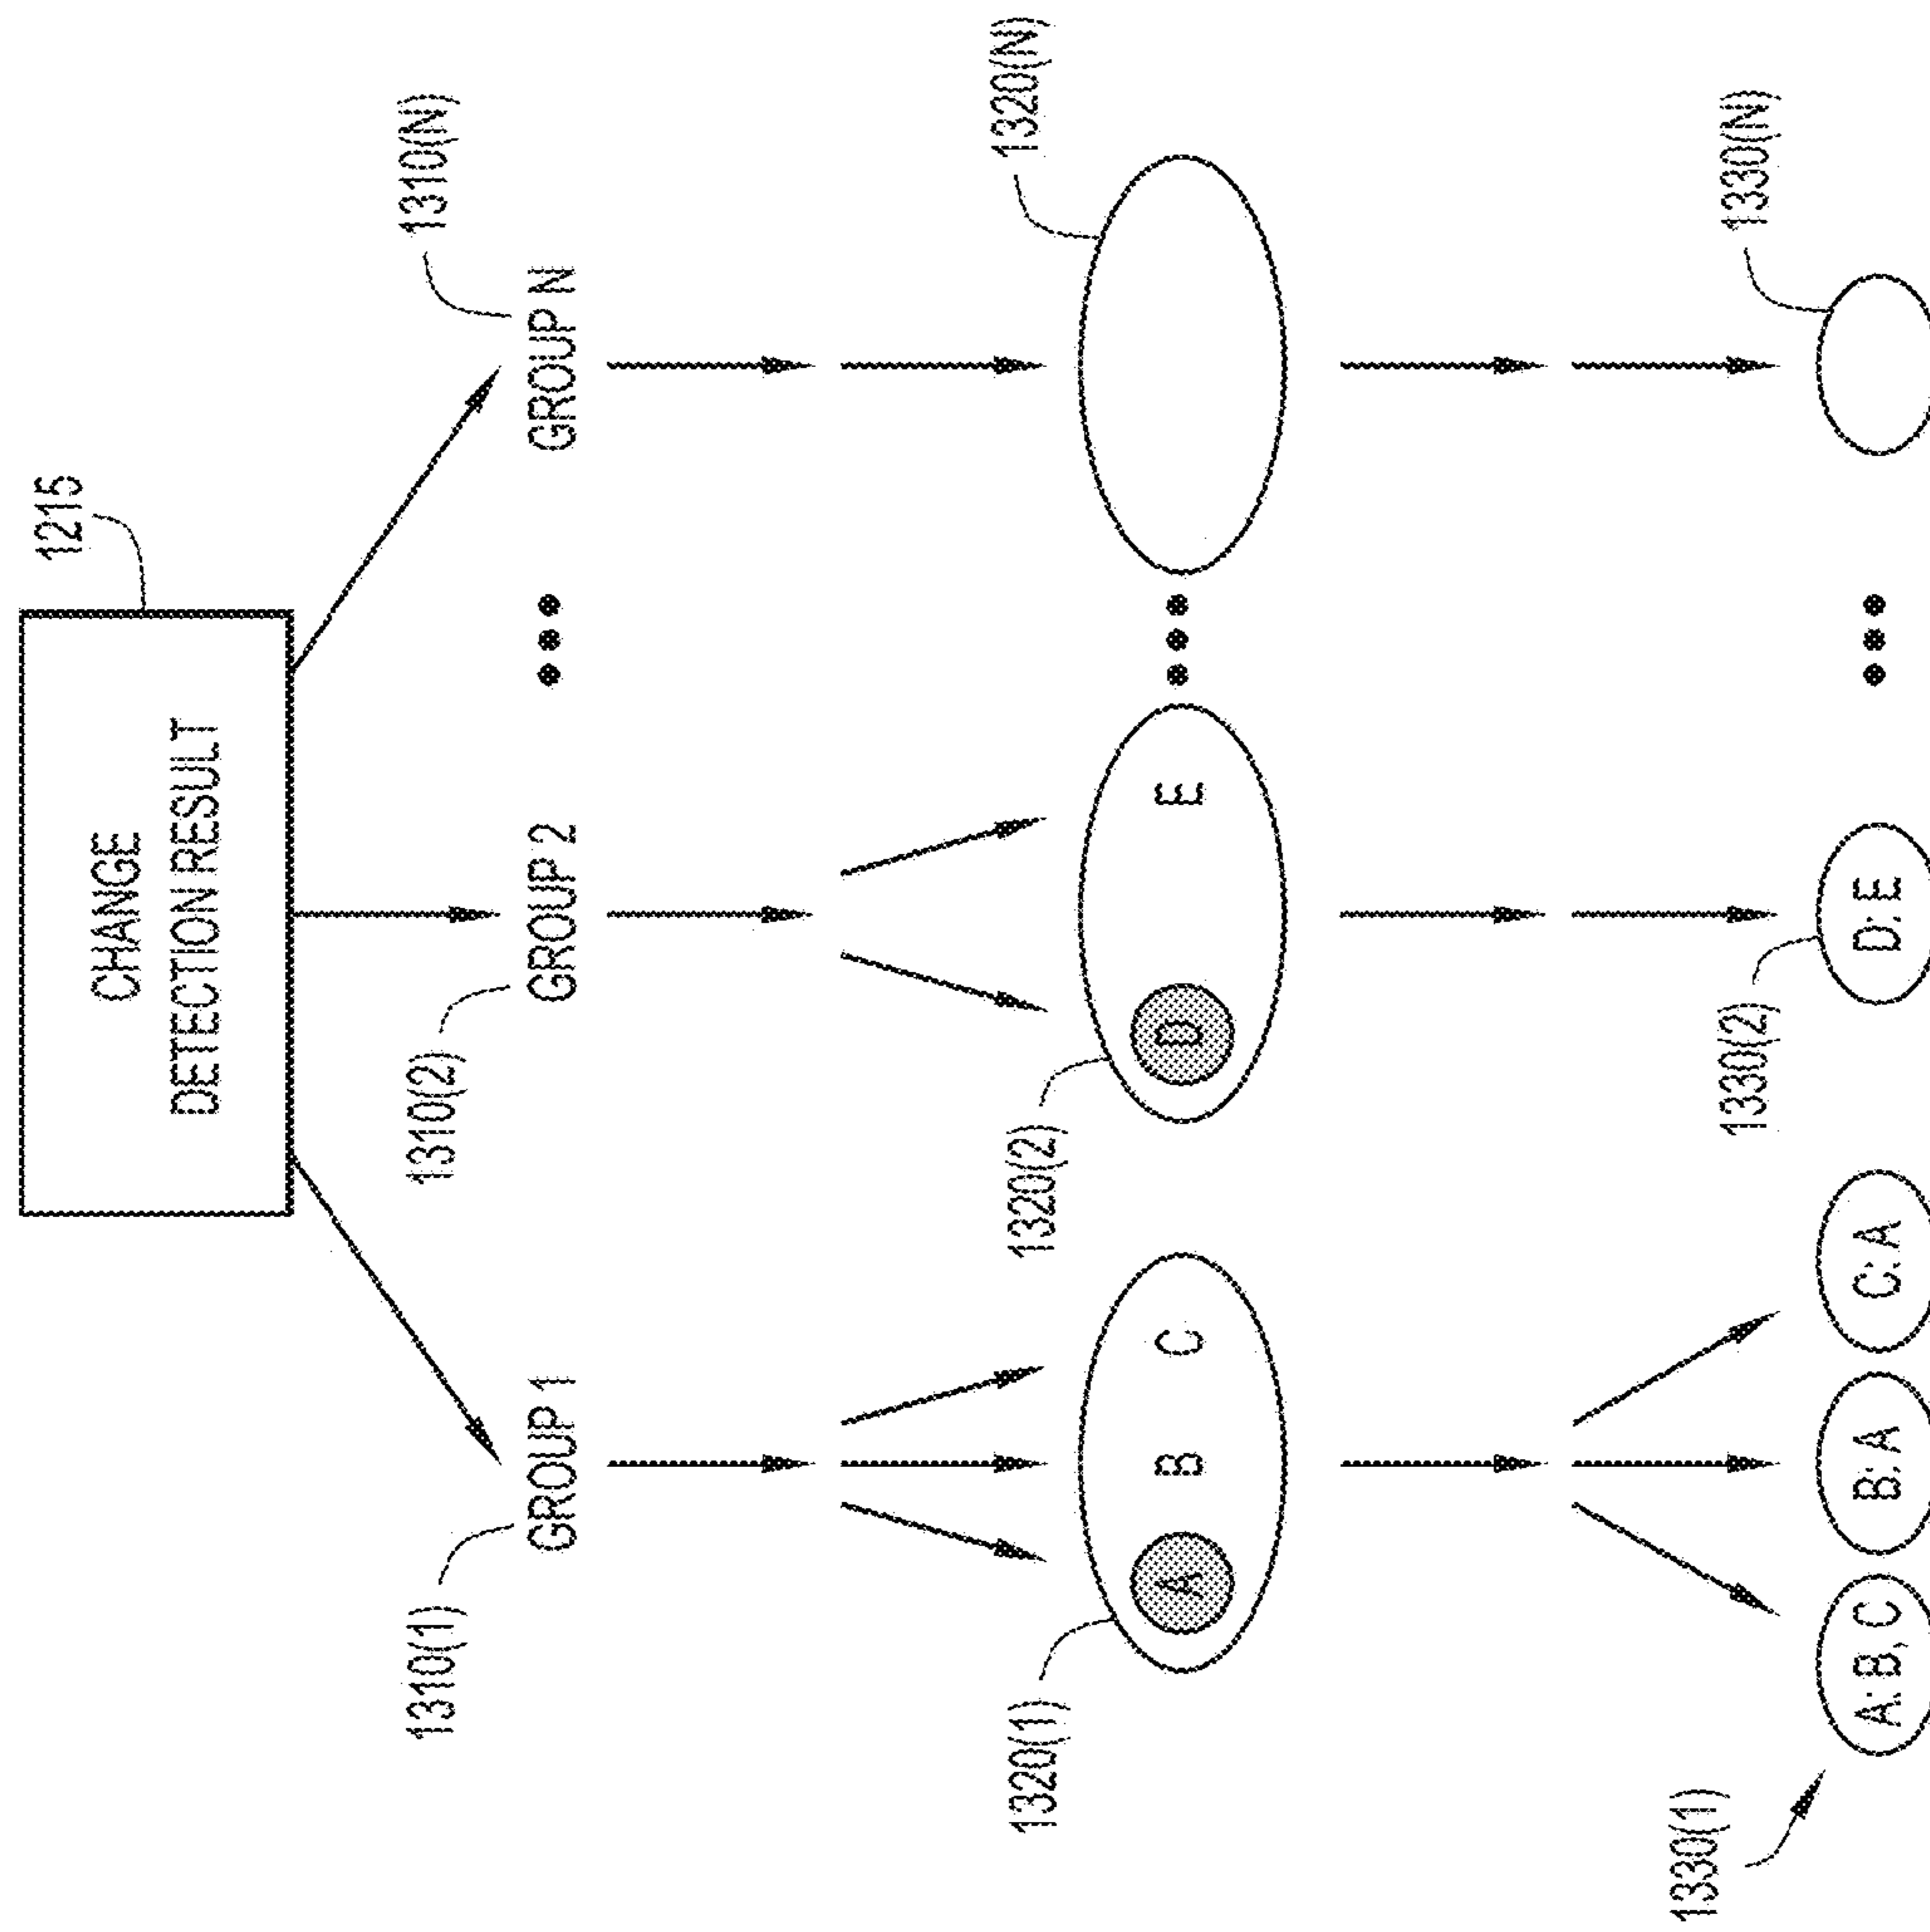 1215
CHANGE
DETECTION RESULT
1310(1)
1310(2)
1310(N)
GROUP 1
GROUP 2
GROUP N
1320(1)
1320(2)
1320(N)
A B C
D E
1330(1)
1330(2)
1330(N)
A: B, C
B: A
C: A
D: E